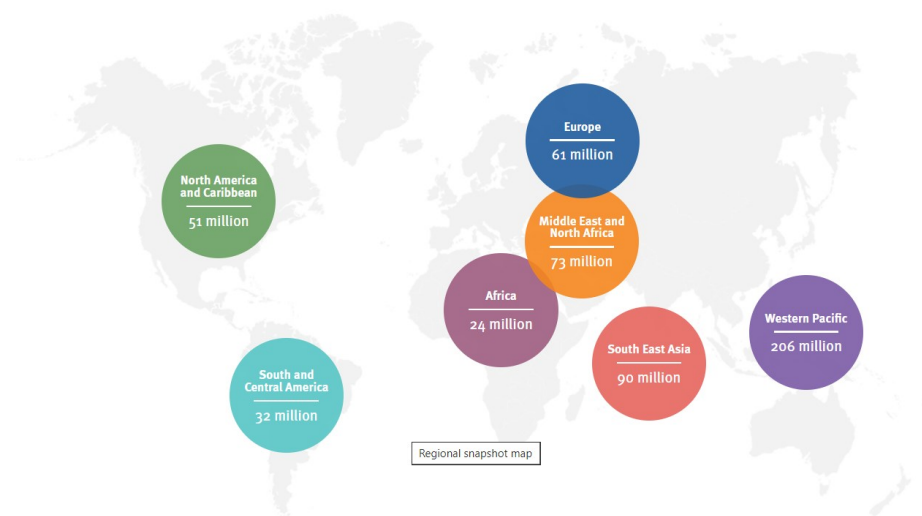 Europe
61 million
North America
and Caribbean
51 million
Middle East and
North Africa
73 million
Africa
24 million
Western Pacific
206 million
South East Asia
90 million
South and
Central America
32 million
Regional snapshot map